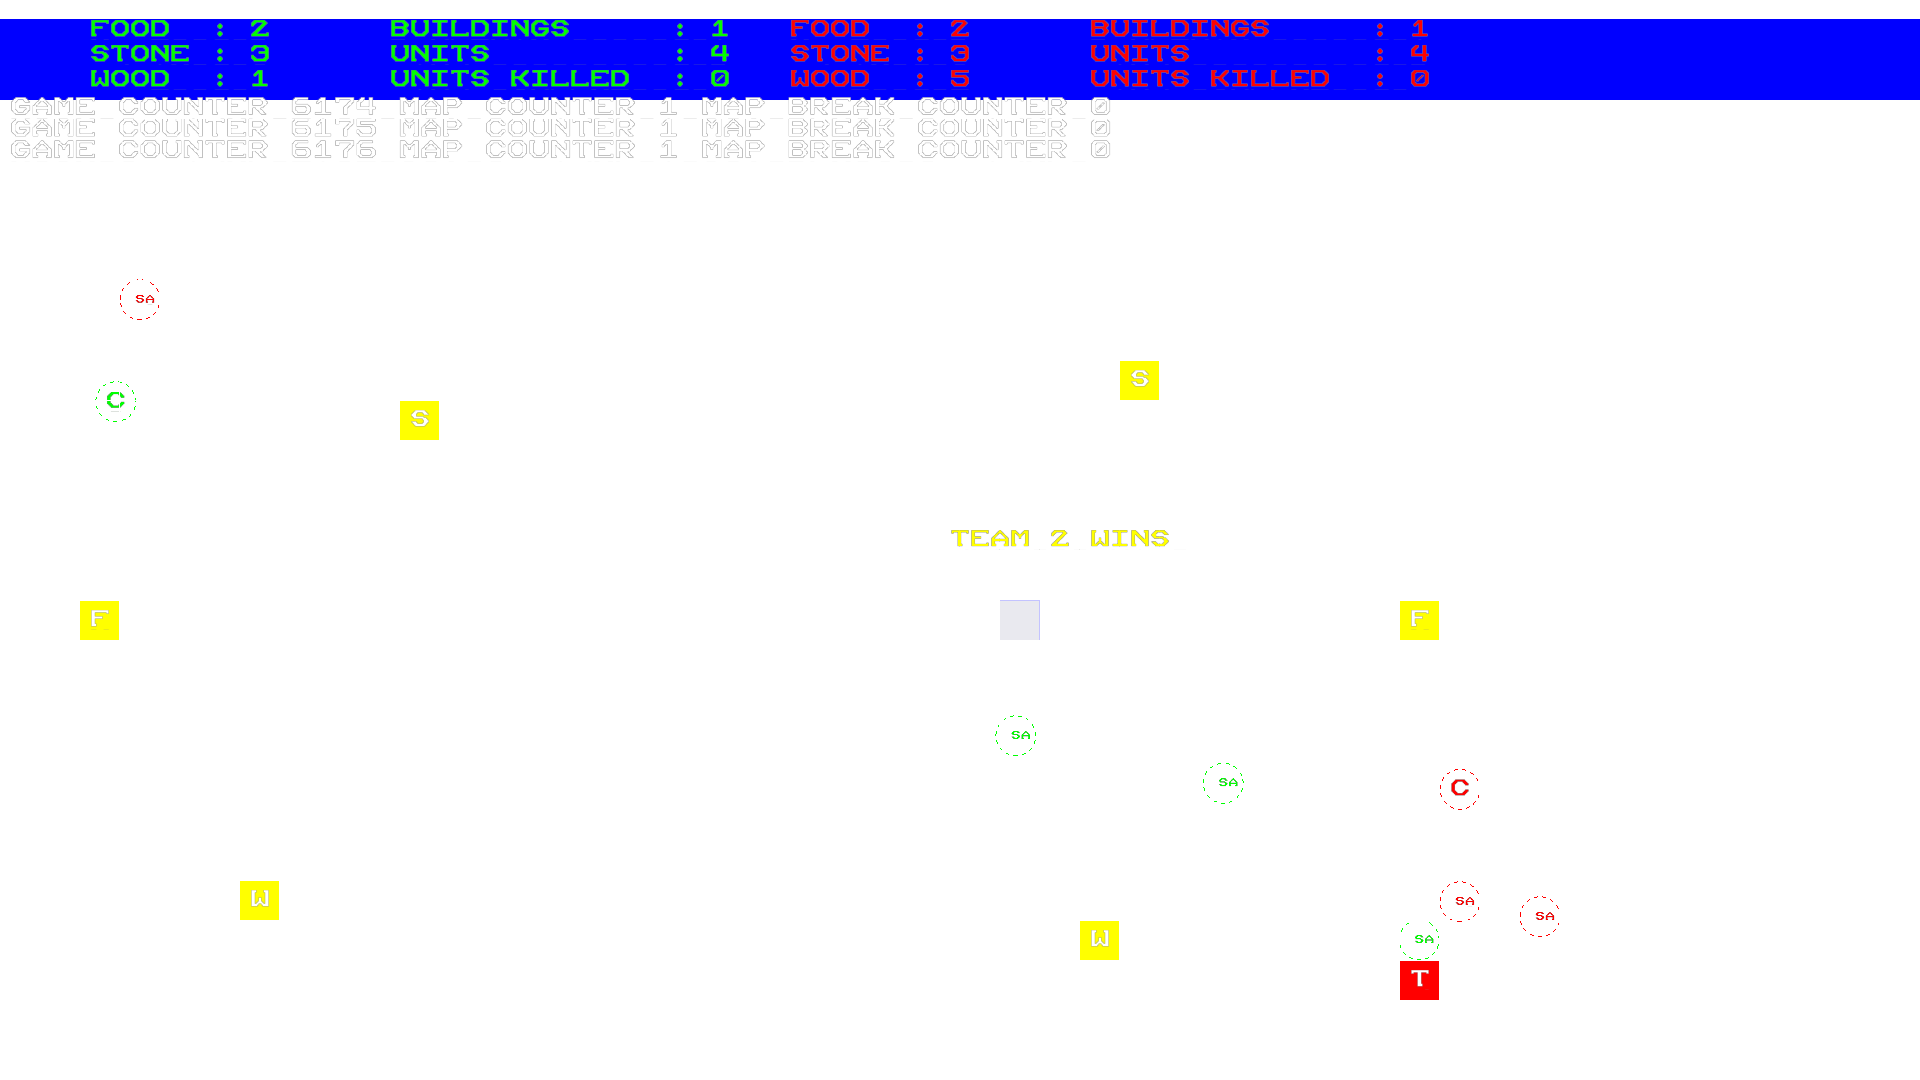 FOOD : 2 BUILDINGS : 1 FOOD : 2 BUILDINGS : 1
STONE : 3 UNITS : 4 STONE : 3 UNITS : 4
WOOD : 1 UNITS KILLED : 0 WOOD : 5 UNITS KILLED : 0
GAME COUNTER 6174 MAP COUNTER 1 MAP BREAK COUNTER 0
GAME COUNTER 6175 MAP COUNTER 1 MAP BREAK COUNTER 0
GAME COUNTER 6176 MAP COUNTER 1 MAP BREAK COUNTER 0
SA
S
C
S
TEAM 2 WINS
F
F
SA
SA
C
W
SA
SA
W
SA
T